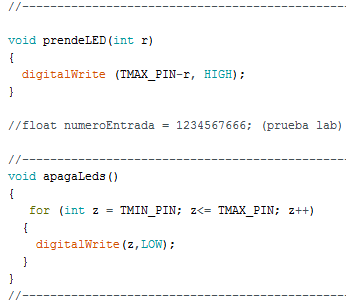 //---------------------------------------------
void prendeLED(int r)
{
  digitalWrite (TMAX_PIN-r, HIGH);
}
//float numeroEntrada = 1234567666; (prueba lab)
//---------------------------------------------
void apagaLeds()
{
   for (int z = TMIN_PIN; z<= TMAX_PIN; z++)
  {
    digitalWrite(z,LOW);
  }
}
//---------------------------------------------